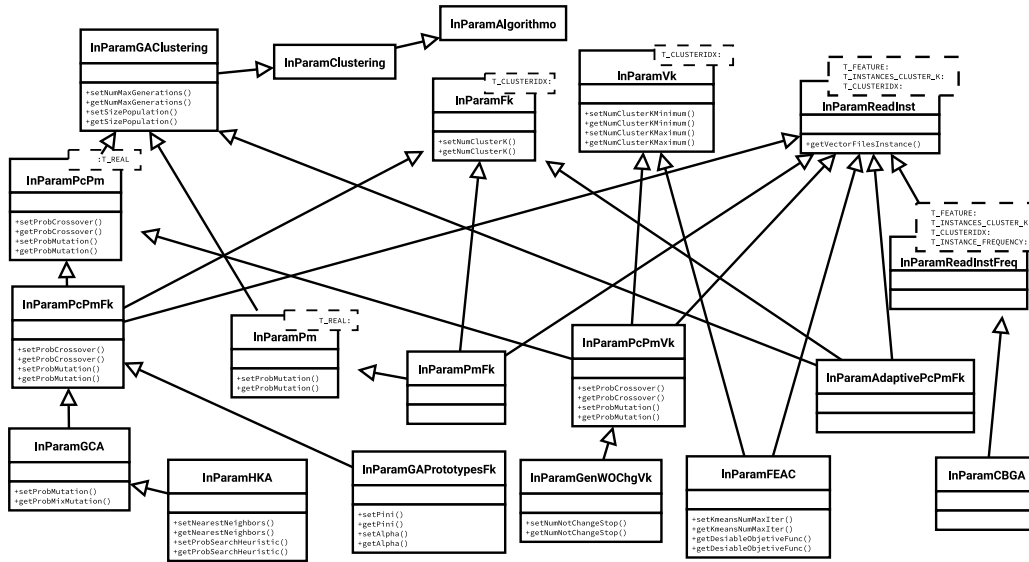 InParamAlgorithmo
InParamClustering
InParamGAClustering
+setNumMaxGenerations()
+getNumMaxGenerations()
+setSizePopulation()
+getSizePopulation()
T_CLUSTERIDX:
InParamFk
+setNumClusterK()
+getNumClusterK()
T_CLUSTERIDX:
InParamVk
+setNumClusterKMinimum()
+getNumClusterKMinimum()
+setNumClusterKMaximum()
+getNumClusterKMaximum()
T_FEATURE:
T_INSTANCES_CLUSTER_K:
T_CLUSTERIDX:
InParamReadInst
+getVectorFilesInstance()
:T_REAL
InParamPcPm
+setProbCrossover()
+getProbCrossover()
+setProbMutation()
+getProbMutation()
T_FEATURE:
T_INSTANCES_CLUSTER_K
T_CLUSTERIDX:
T_INSTANCE_FREQUENCY:
InParamReadInstFreq
InParamPcPmFk
+setProbCrossover()
+getProbCrossover()
+setProbMutation()
+getProbMutation()
T_REAL:
InParamPm
+setProbMutation()
+getProbMutation()
InParamPmFk
InParamPcPmVk
+setProbCrossover()
+getProbCrossover()
+setProbMutation()
+getProbMutation()
InParamAdaptivePcPmFk
InParamGCA
+setProbMutation()
+getProbMixMutation()
InParamHKA
+setNearestNeighbors()
+getNearestNeighbors()
+setProbSearchHeuristic()
+getProbSearchHeuristic()
InParamGAPrototypesFk
+setPini()
+getPini()
+setAlpha()
+getAlpha()
InParamGenWOChgVk
+setNumNotChangeStop()
+getNumNotChangeStop()
InParamFEAC
+setKmeansNumMaxIter()
+getKmeansNumMaxIter()
+getDesiableObjetiveFunc()
+getDesiableObjetiveFunc()
InParamCBGA